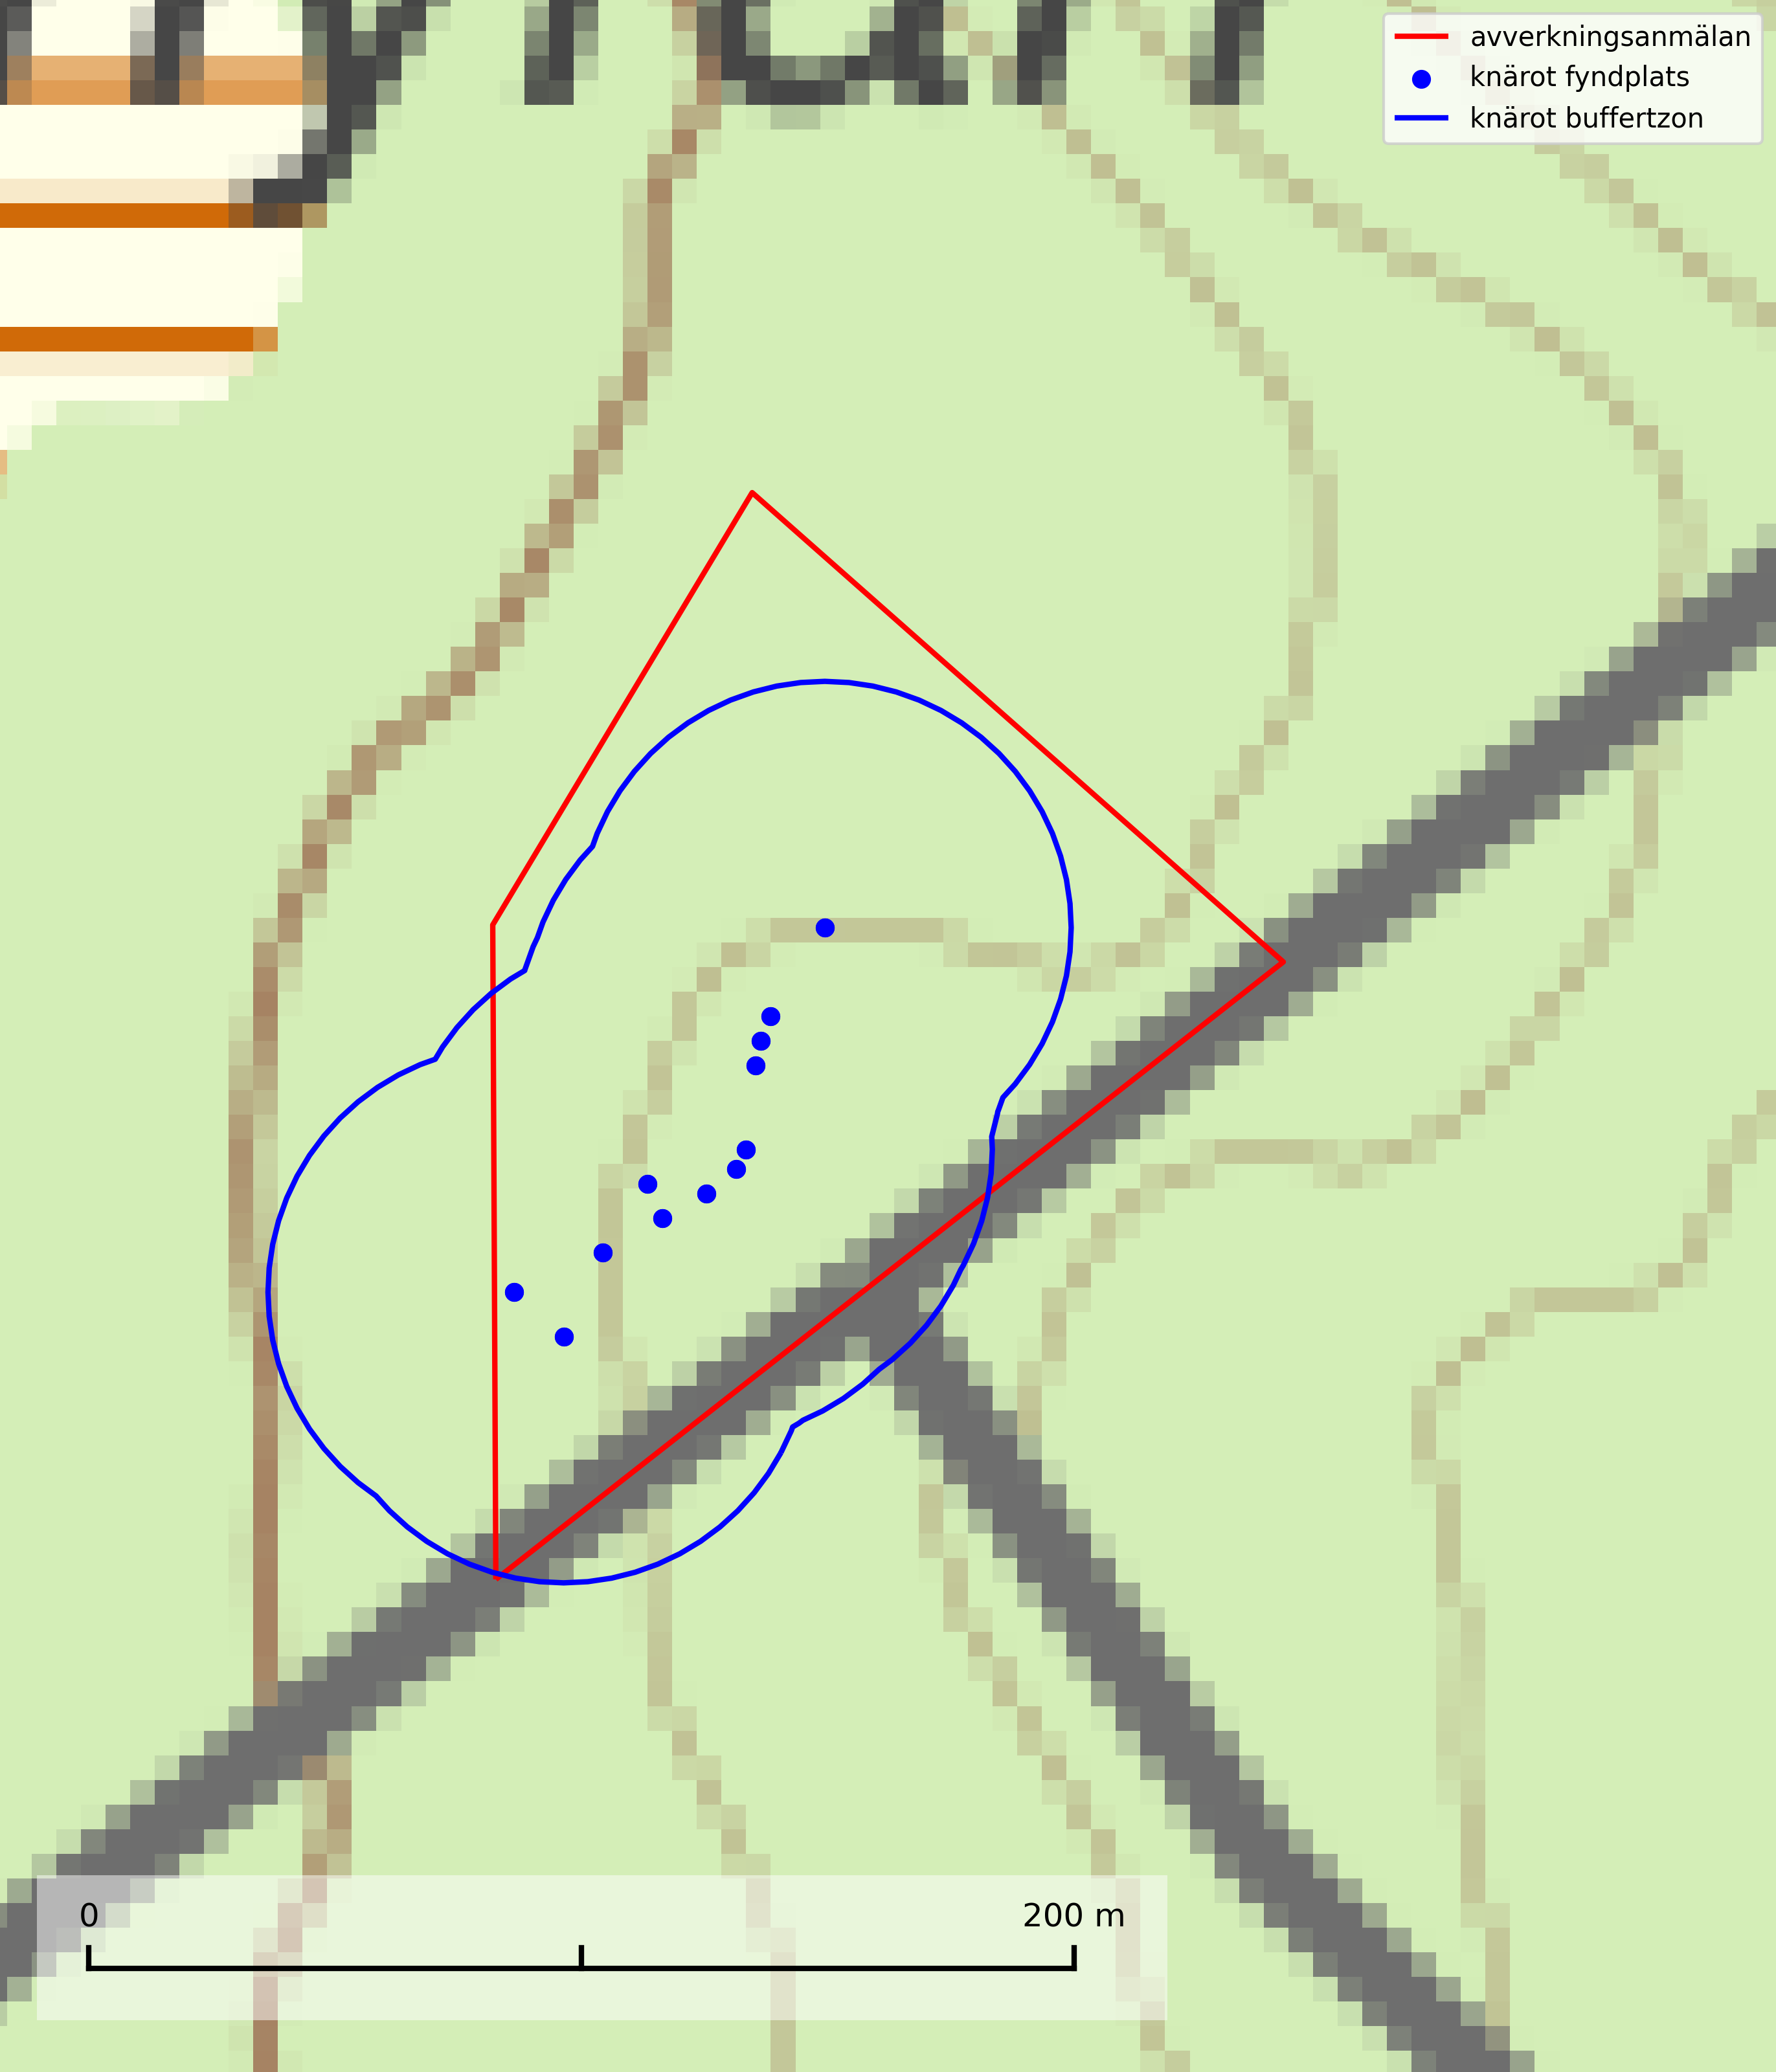 avverkningsanmälan
knärot fyndplats
knärot buffertzon
0 200 m